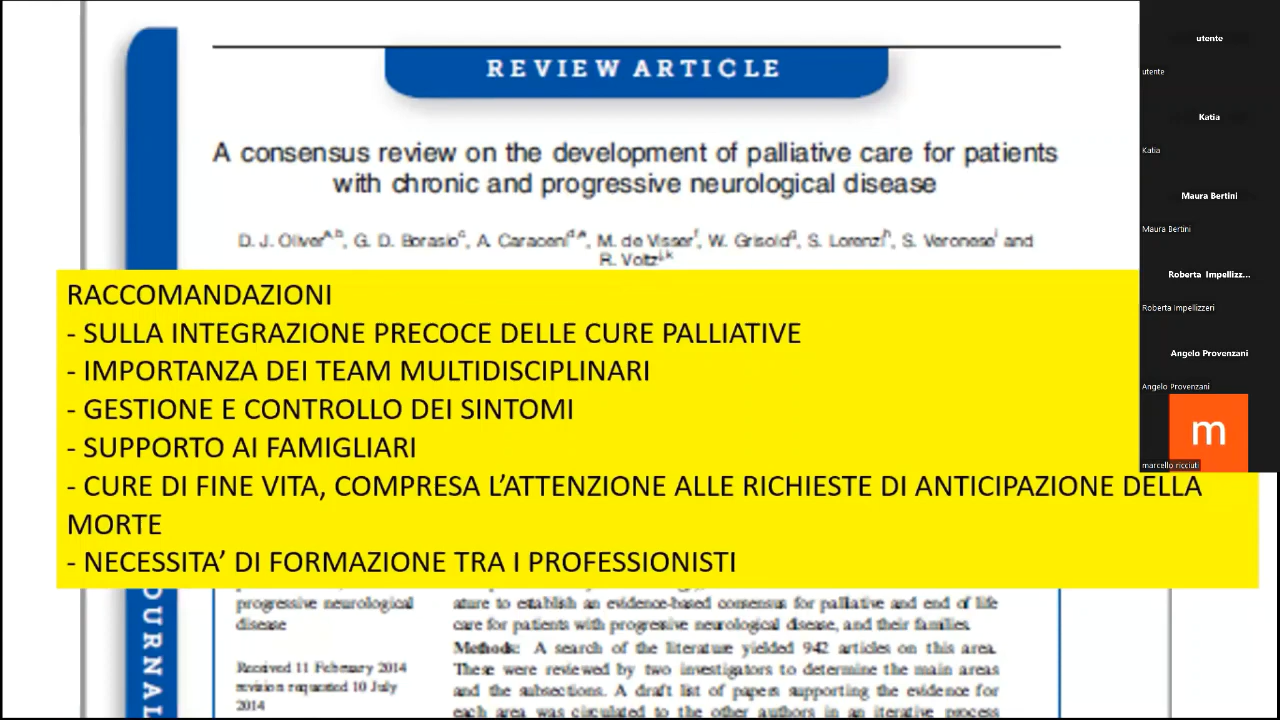 REVIEW ARTICLE
A consensus review on the development of palliative care for patients
with chronic and progressive neurological disease
D. J. Oliver, G. D. Borasio, A. Caraceni, M. de Visser, W. Grisold, S. Lorenzl, S. Veronese and
R. Voltz
RACCOMANDAZIONI
- SULLA INTEGRAZIONE PRECOCE DELLE CURE PALLIATIVE
- IMPORTANZA DEI TEAM MULTIDISCIPLINARI
- GESTIONE E CONTROLLO DEI SINTOMI
- SUPPORTO AI FAMIGLIARI
- CURE DI FINE VITA, COMPRESA L’ATTENZIONE ALLE RICHIESTE DI ANTICIPAZIONE DELLA
MORTE
- NECESSITA’ DI FORMAZIONE TRA I PROFESSIONISTI
progressive neurological
disease
Received 11 February 2014
revision requested 10 July
2014
ature to establish an evidence-based consensus for palliative and end of life
care for patients with progressive neurological disease, and their families.
Methods: A search of the literature yielded 942 articles on this area.
These were reviewed by two investigators to determine the main areas
and the subsections. A draft list of papers supporting the evidence for
each area was circulated to the other authors in an iterative process
OURNAL
utente
utente
Katia
Katia
Maura Bertini
Maura Bertini
Roberta Impellizz...
Roberta Impellizzeri
Angelo Provenzani
Angelo Provenzani
m
marcello ricciuti